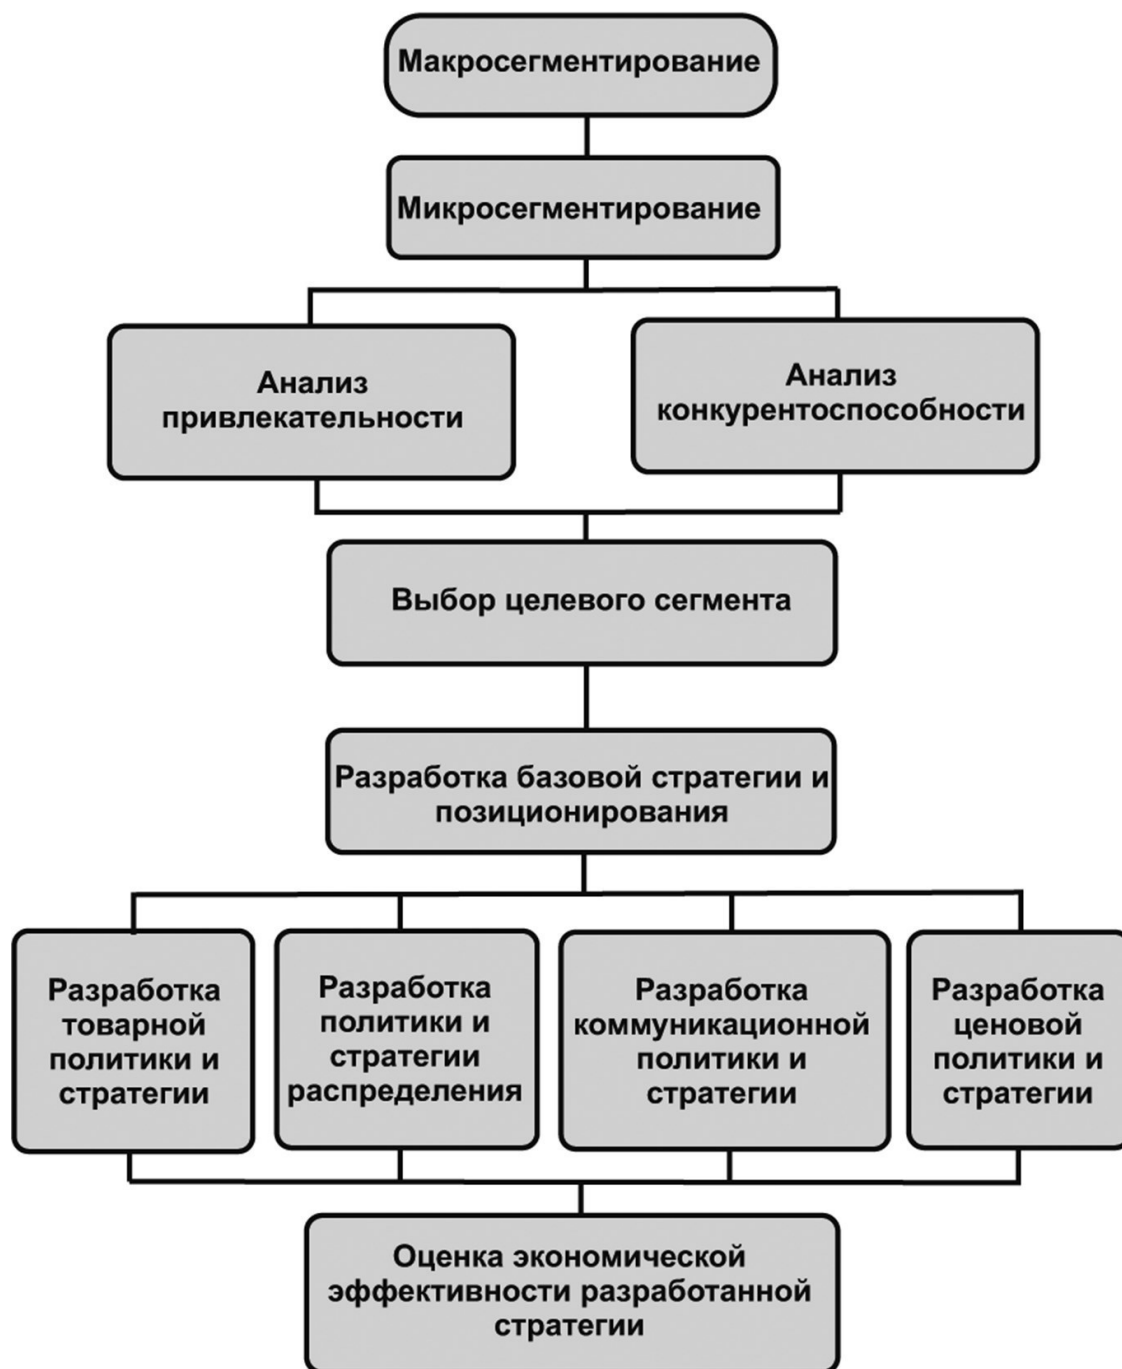 Макросегментирование
Микросегментирование
Анализ
привлекательности
Анализ
конкурентоспособности
Выбор целевого сегмента
Разработка базовой стратегии и
позиционирования
Разработка
товарной
политики и
стратегии
Разработка
политики и
стратегии
распределения
Разработка
коммуникационной
политики и
стратегии
Разработка
ценовой
политики и
стратегии
Оценка экономической
эффективности разработанной
стратегии